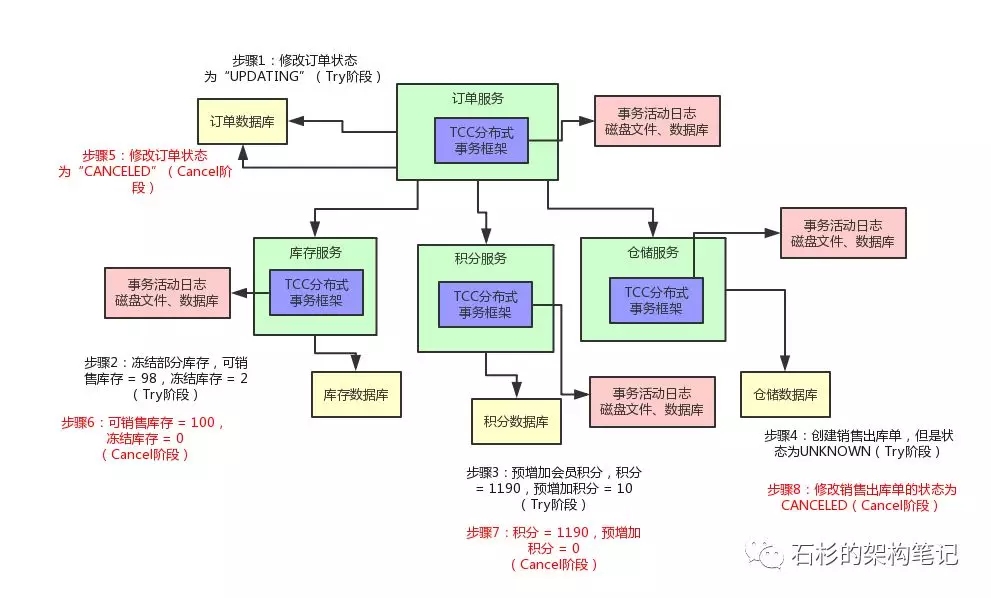 步骤1：修改订单状态
为“UPDATING”（Try阶段）
订单服务
订单数据库
TCC分布式
事务框架
事务活动日志
磁盘文件、数据库
步骤5：修改订单状态
为“CANCELED”（Cancel阶
段）
库存服务
TCC分布式
事务框架
事务活动日志
磁盘文件、数据库
积分服务
TCC分布式
事务框架
仓储服务
TCC分布式
事务框架
事务活动日志
磁盘文件、数据库
步骤2：冻结部分库存，可销
售库存 = 98，冻结库存 = 2
（Try阶段）
步骤6：可销售库存 = 100，
冻结库存 = 0
（Cancel阶段）
库存数据库
积分数据库
事务活动日志
磁盘文件、数据库
仓储数据库
步骤3：预增加会员积分，积分
= 1190，预增加积分 = 10
（Try阶段）
步骤7：积分 = 1190，预增加
积分 = 0
（Cancel阶段）
步骤4：创建销售出库单，但是状
态为UNKNOWN（Try阶段）
步骤8：修改销售出库单的状态为
CANCELED（Cancel阶段）
石杉的架构笔记